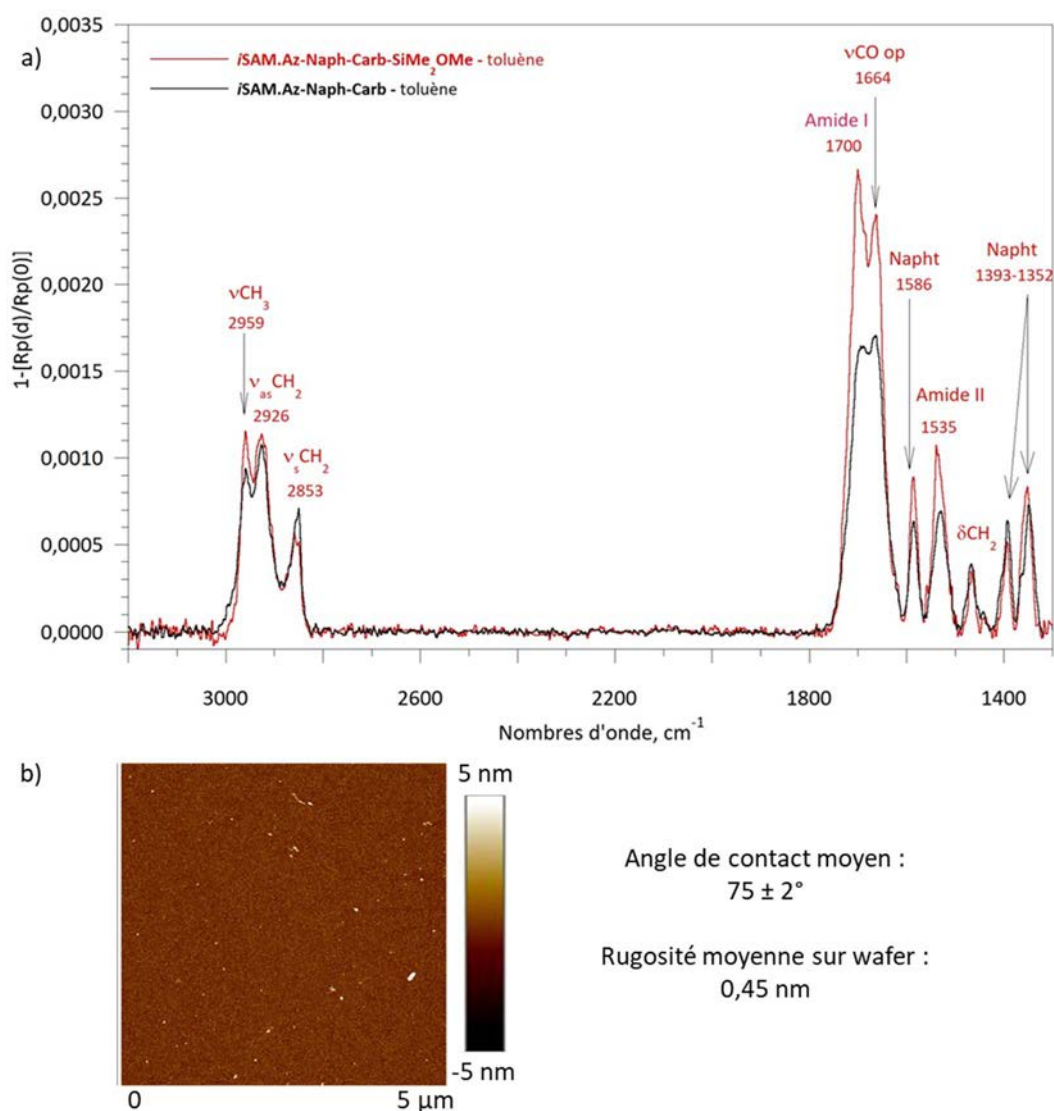 a)
0,0035
0,0030
0,0025
0,0020
0,0015
0,0010
0,0005
0,0000
1-[Rp(d)/Rp(0)]
iSAM.Az-Naph-Carb-SiMe2OMe - toluène
iSAM.Az-Naph-Carb - toluène
νCO op
1664
Amide I
1700
Napht
1586
Napht
1393-1352
νCH3
2959
νasCH2
2926
νsCH2
2853
Amide II
1535
δCH2
3000 2600 2200 1800 1400
Nombres d'onde, cm-1
b)
5 nm
-5 nm
0 5 µm
Angle de contact moyen :
75 ± 2°
Rugosité moyenne sur wafer :
0,45 nm